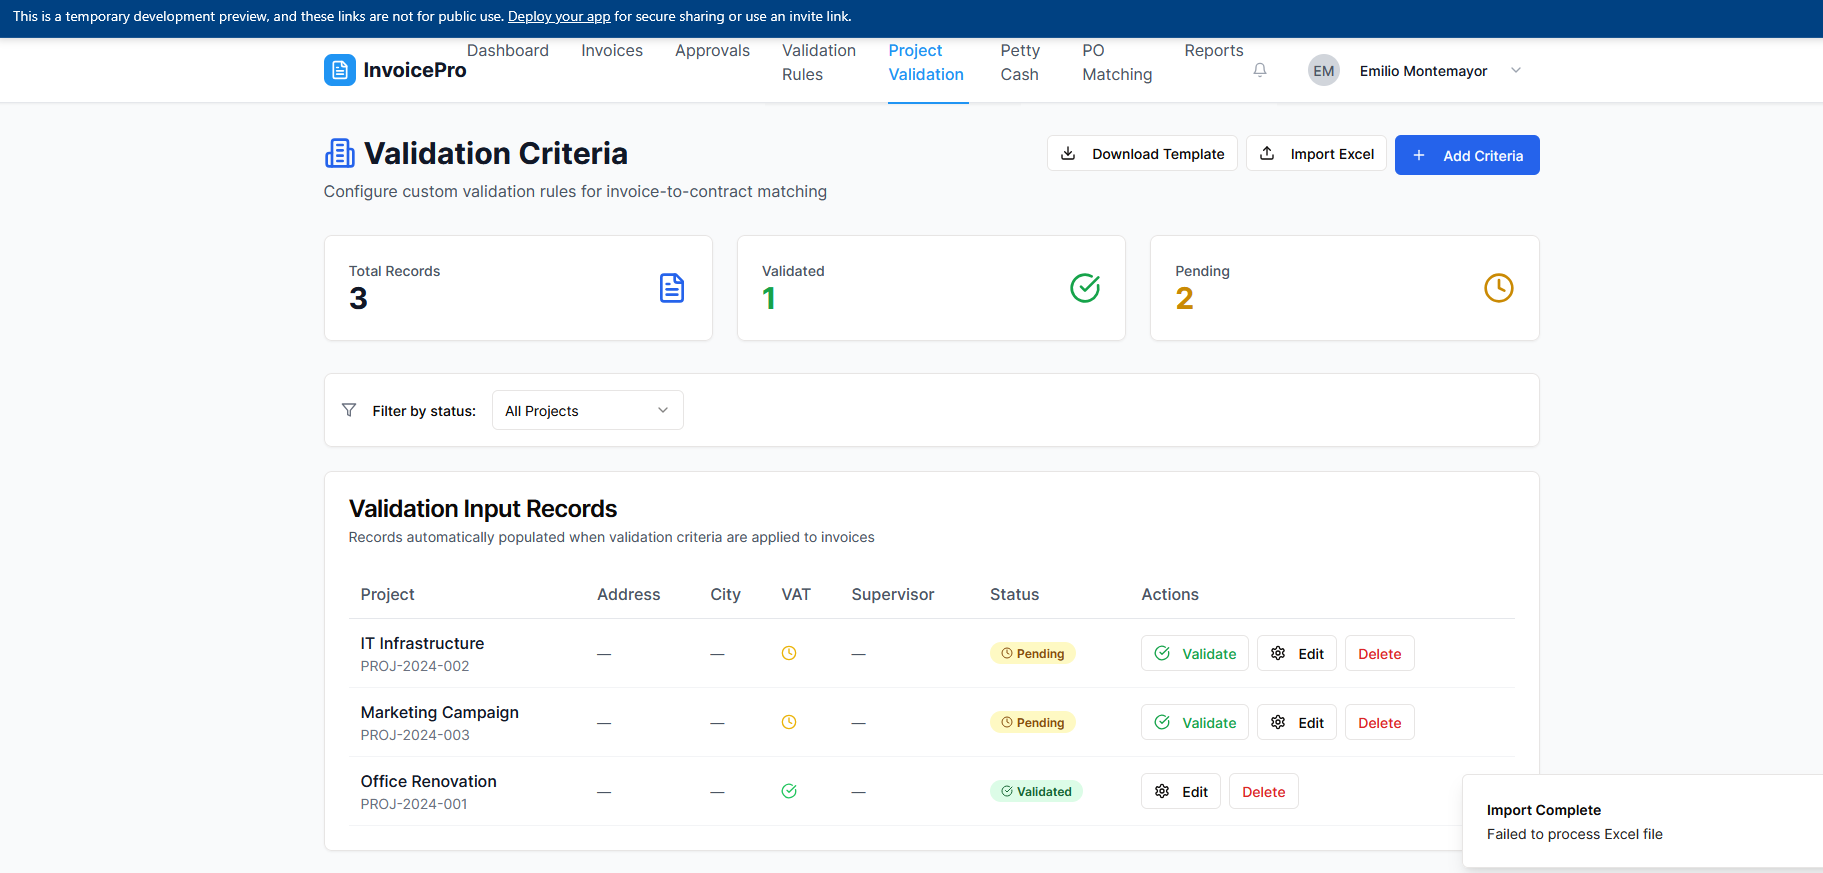 This is a temporary development preview, and these links are not for public use. Deploy your app for secure sharing or use an invite link.
InvoicePro
Dashboard
Invoices
Approvals
Validation
Rules
Project
Validation
Petty
Cash
PO
Matching
Reports
EM
Emilio Montemayor
Validation Criteria
Configure custom validation rules for invoice-to-contract matching
Download Template
Import Excel
Add Criteria
Total Records
3
Validated
1
Pending
2
Filter by status:
All Projects
Validation Input Records
Records automatically populated when validation criteria are applied to invoices
Project Address City VAT Supervisor Status Actions
IT Infrastructure
PROJ-2024-002
— — — Pending Validate Edit Delete
Marketing Campaign
PROJ-2024-003
— — — Pending Validate Edit Delete
Office Renovation
PROJ-2024-001
— — — Validated Edit Delete
Import Complete
Failed to process Excel file